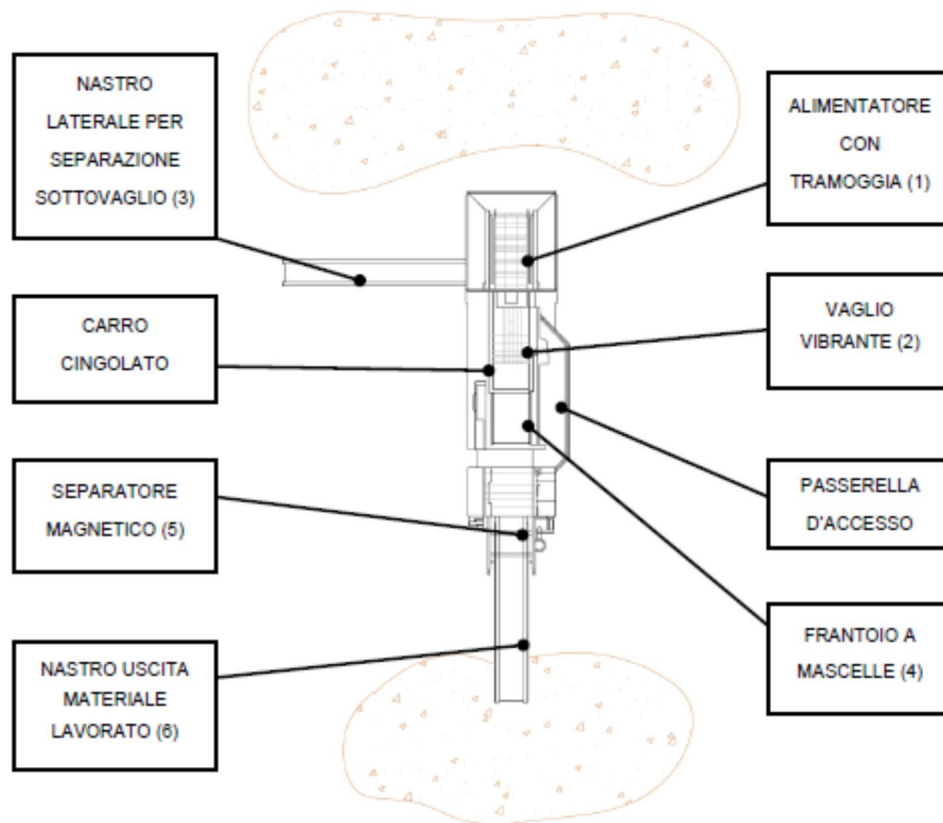 NASTRO
LATERALE PER
SEPARAZIONE
SOTTOVAGLIO (3)
CARRO
CINGOLATO
SEPARATORE
MAGNETICO (5)
NASTRO USCITA
MATERIALE
LAVORATO (6)
ALIMENTATORE
CON
TRAMOGGIA (1)
VAGLIO
VIBRANTE (2)
PASSERELLA
D'ACCESSO
FRANTOIO A
MASCELLE (4)